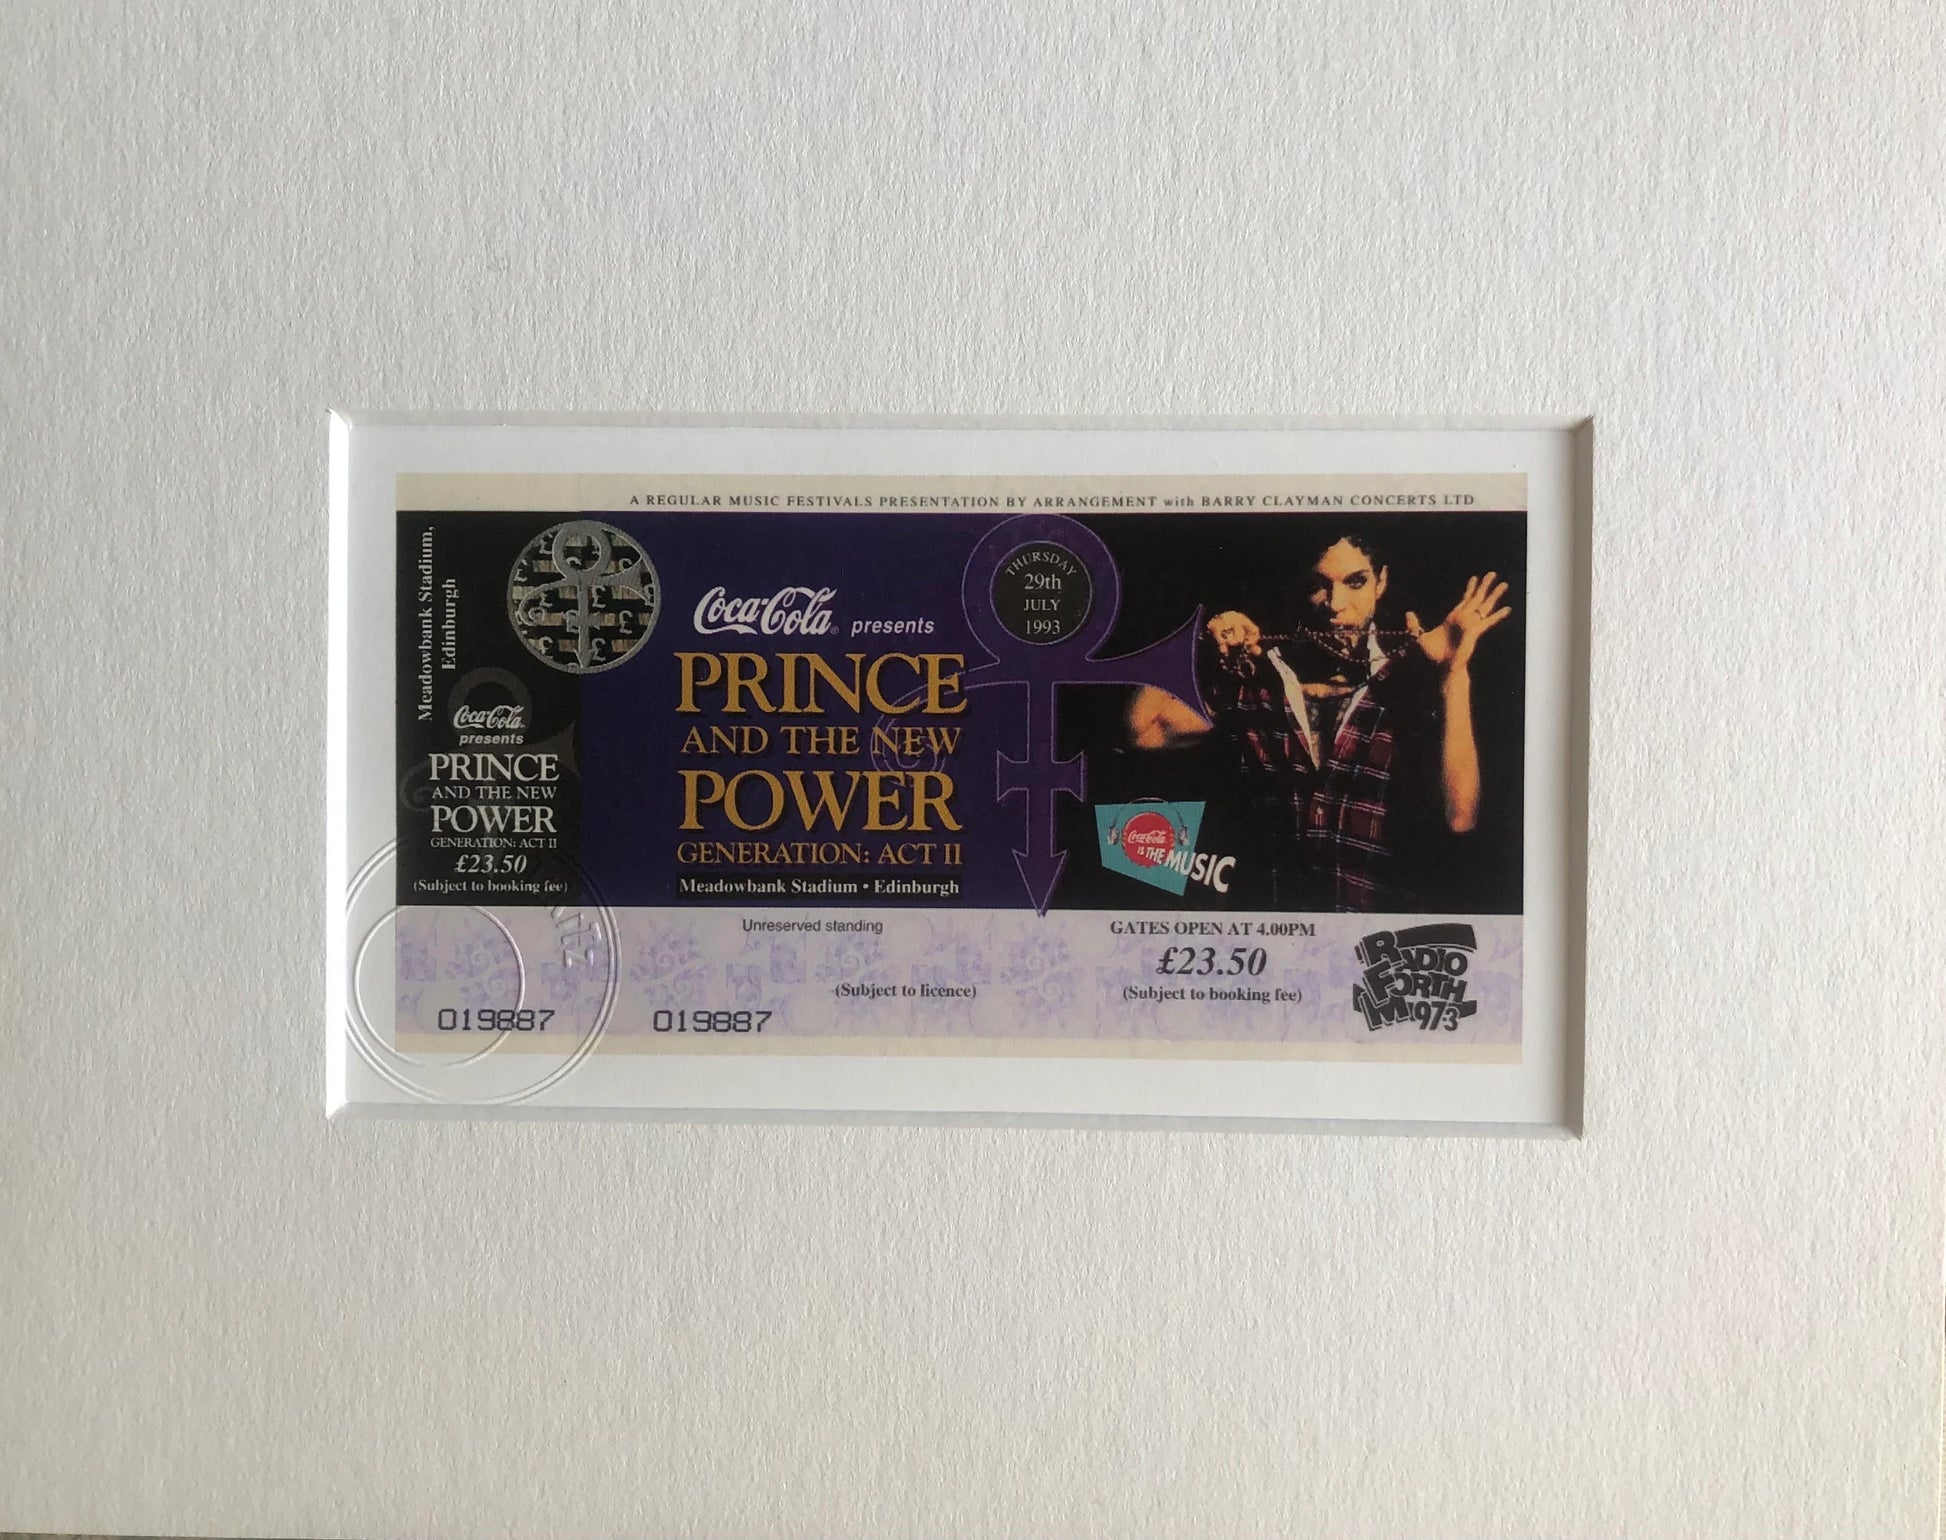 A REGULAR MUSIC FESTIVALS PRESENTATION BY ARRANGEMENT with BARRY CLAYMAN CONCERTS LTD
Meadowbank Stadium,
Edinburgh
Coca-Cola
presents
PRINCE
AND THE NEW
POWER
GENERATION: ACT II
£23.50
(Subject to booking fee)
019887
Coca-Cola® presents
PRINCE
AND THE NEW
POWER
GENERATION: ACT II
Meadowbank Stadium • Edinburgh
Unreserved standing
(Subject to licence)
019887
THURSDAY
29th
JULY
1993
Coca-Cola
IS THE MUSIC
GATES OPEN AT 4.00PM
£23.50
(Subject to booking fee)
RADIO
FORTH
FM 97·3